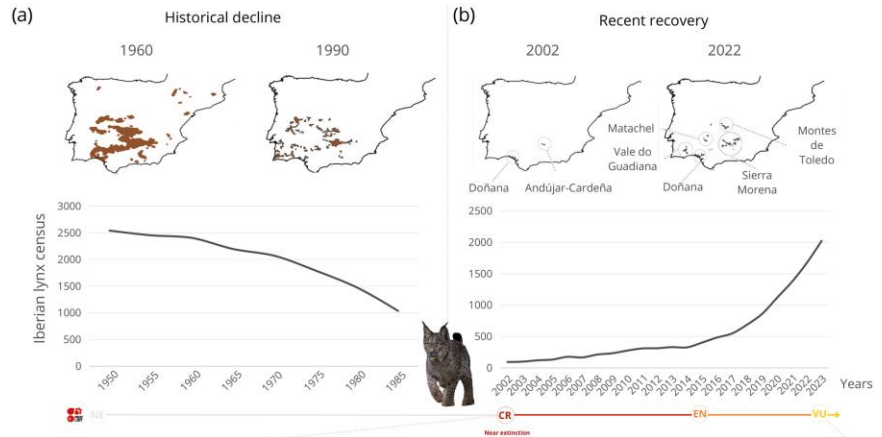 (a)
Historical decline
1960
1990
Iberian lynx census
3000
2500
2000
1500
1000
500
0
1950
1955
1960
1965
1970
1975
1980
1985
(b)
Recent recovery
2002
2022
Doñana
Andújar-Cardeña
Matachel
Vale do
Guadiana
Doñana
Sierra
Morena
Montes
de
Toledo
2500
2000
1500
1000
500
0
2002
2003
2004
2005
2006
2007
2008
2009
2010
2011
2012
2013
2014
2015
2016
2017
2018
2019
2020
2021
2022
2023
Years
NE
CR
Near extinction
EN
VU